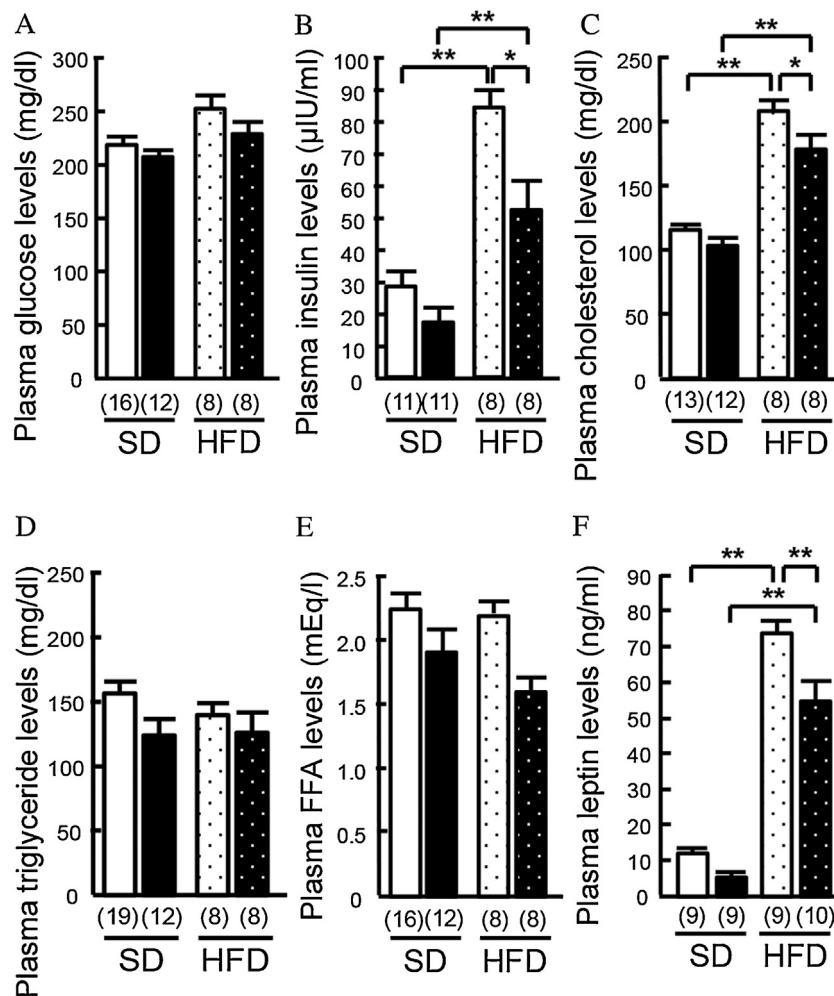 A
Plasma glucose levels (mg/dl)
300
250
200
150
100
50
0
(16)(12) (8) (8)
SD HFD
B
Plasma insulin levels (µIU/ml)
100
90
80
70
60
50
40
30
20
10
0
** ** *
(11)(11) (8) (8)
SD HFD
C
Plasma cholesterol levels (mg/dl)
250
200
150
100
50
0
** ** *
(13)(12) (8) (8)
SD HFD
D
Plasma triglyceride levels (mg/dl)
250
200
150
100
50
0
(19)(12) (8) (8)
SD HFD
E
Plasma FFA levels (mEq/l)
2.5
2.0
1.5
1.0
0.5
0
(16)(12) (8) (8)
SD HFD
F
Plasma leptin levels (ng/ml)
90
80
70
60
50
40
30
20
10
0
** **
**
(9) (9) (9) (10)
SD HFD